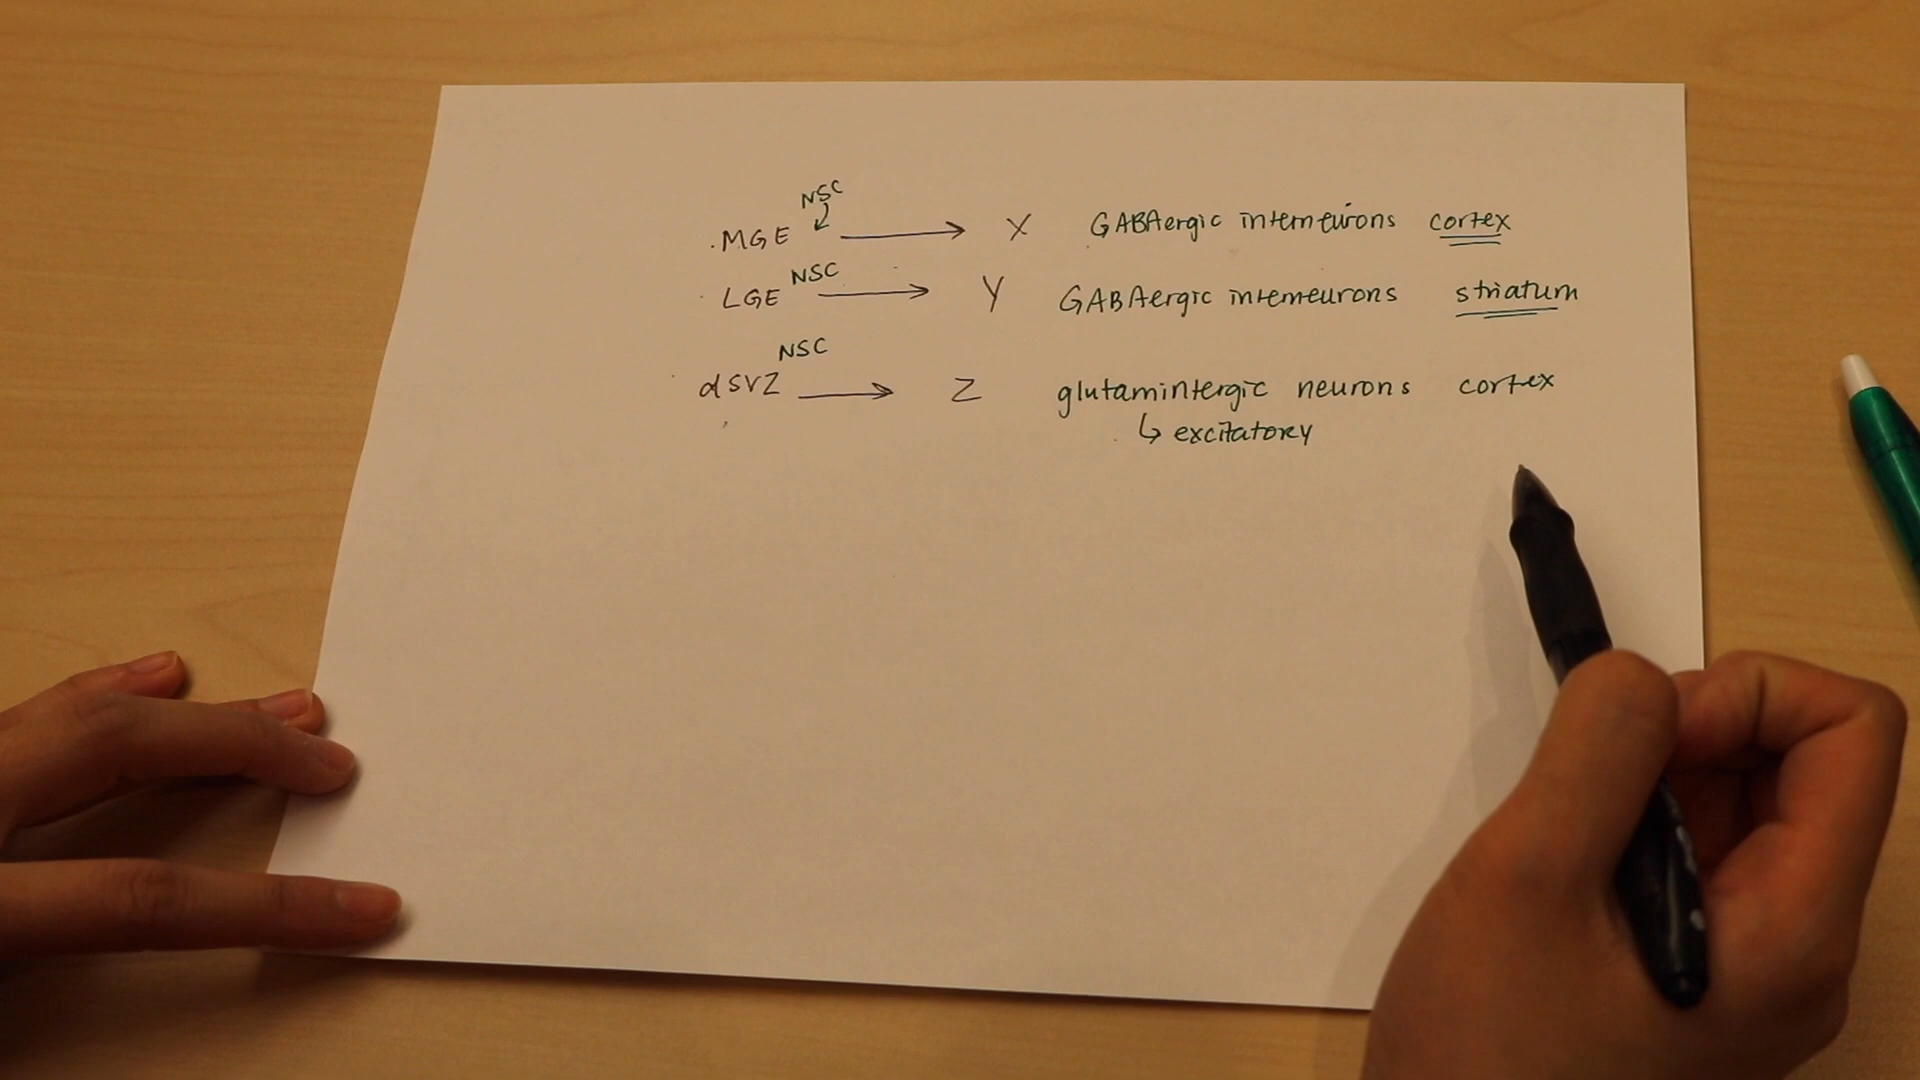 NSC
MGE → X GABAergic interneurons cortex
NSC
LGE → Y GABAergic interneurons striatum
NSC
dSVZ → Z glutamintergic neurons cortex
↳ excitatory